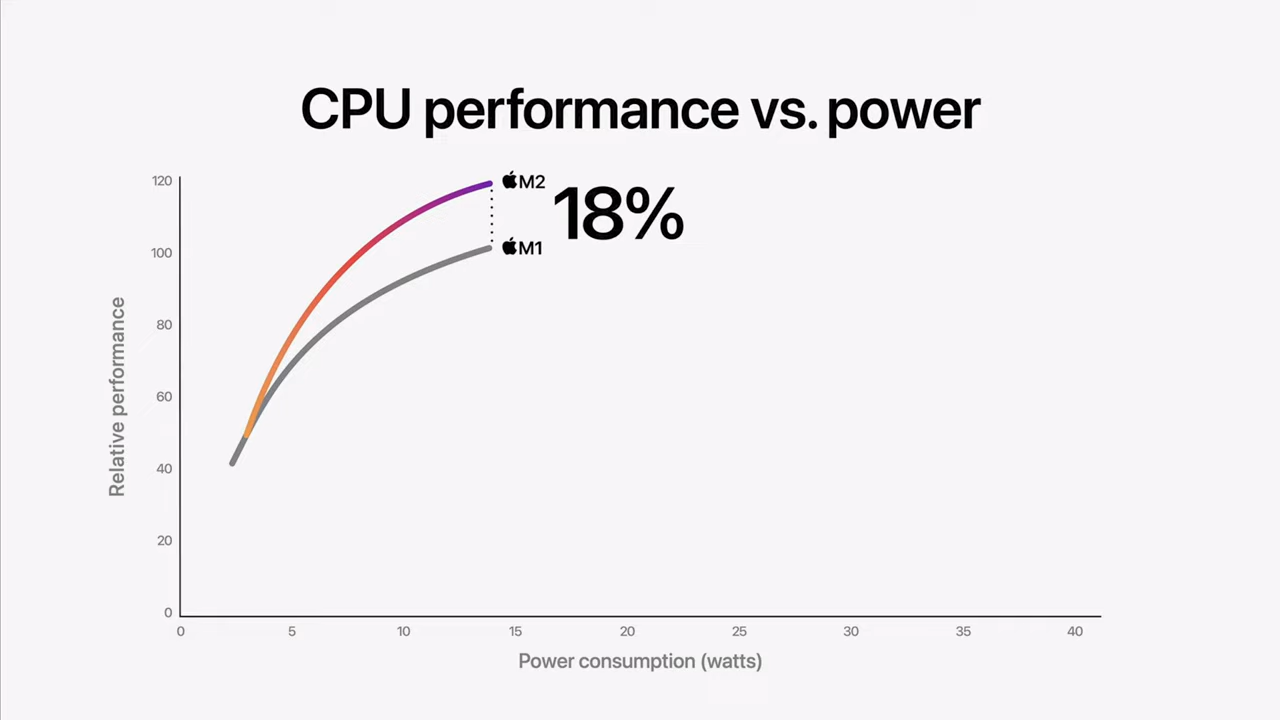 CPU performance vs. power
120
M2
18%
100
M1
80
60
40
20
0
Relative performance
0 5 10 15 20 25 30 35 40
Power consumption (watts)